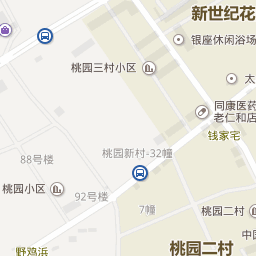 新世纪花
银座休闲浴场
桃园三村小区
太
同康医药
老仁和店
钱家宅
桃园新村-32幢
88号楼
桃园小区
92号楼
7幢
桃园二村
中国
野鸡浜
桃园二村